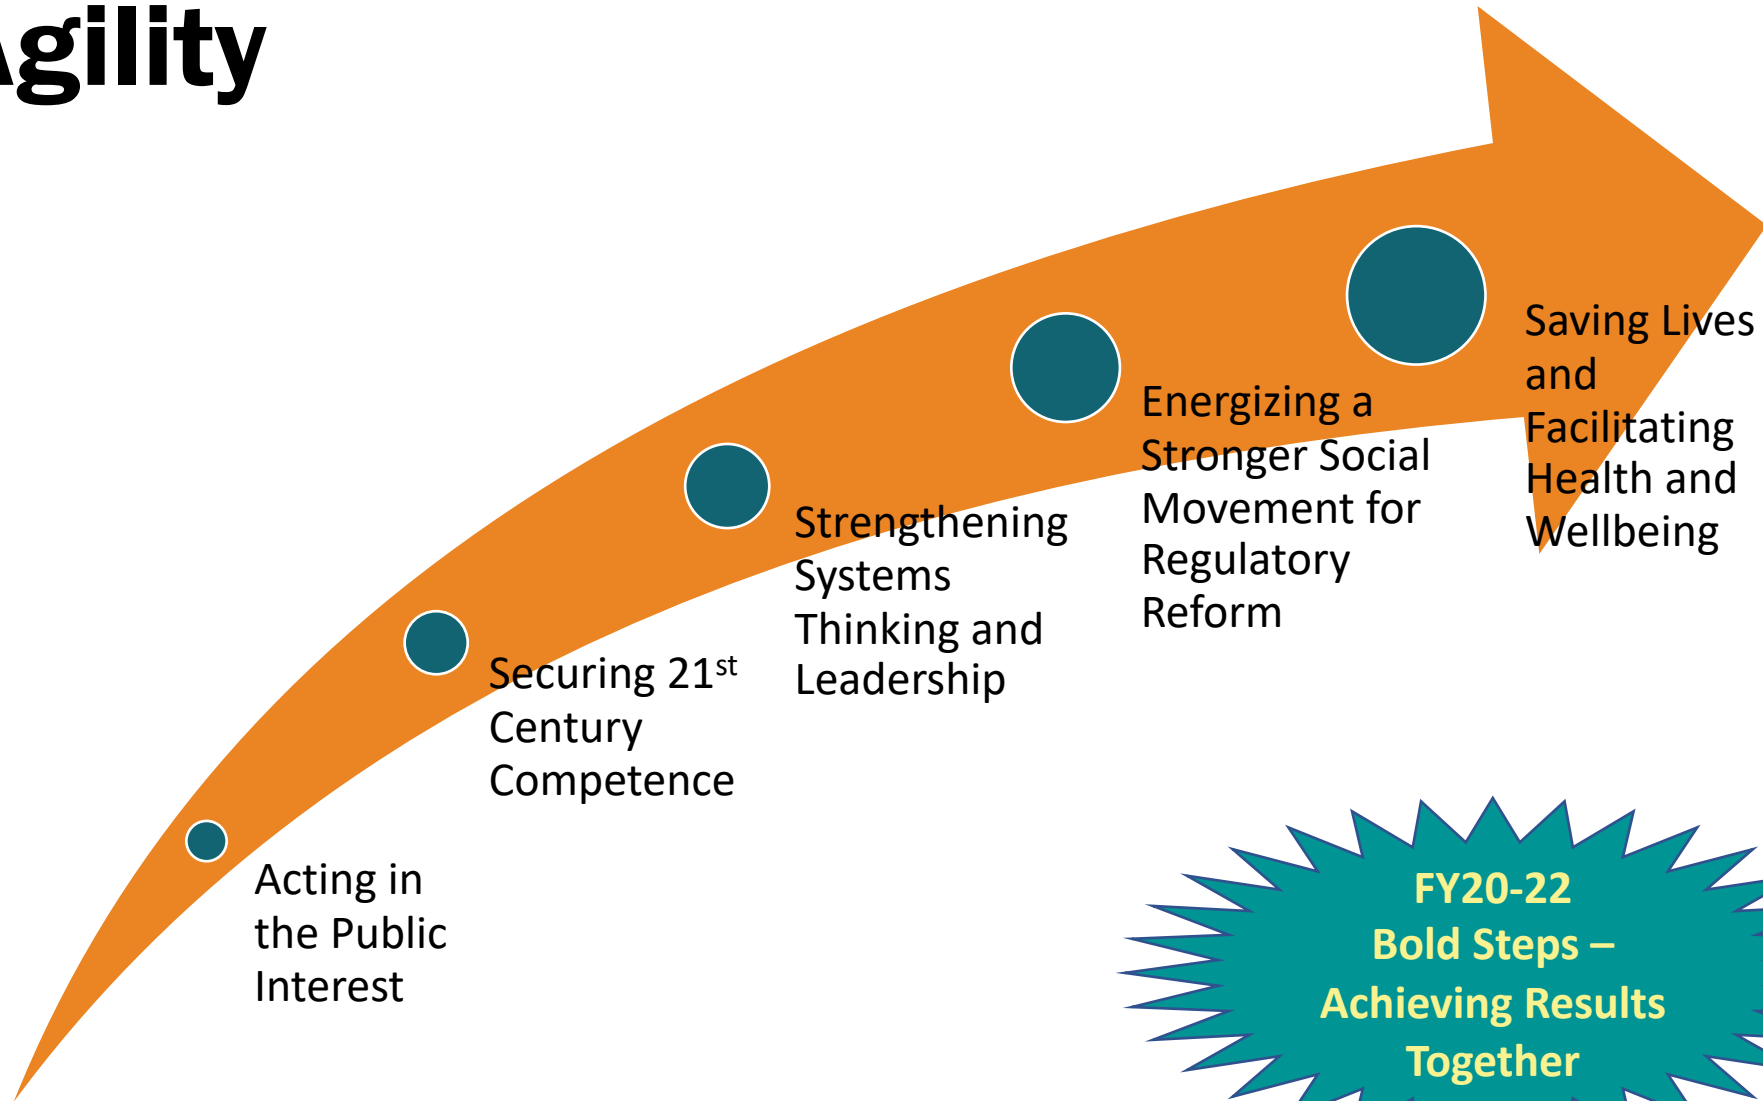 Agility
Saving Lives
and
Facilitating
Health and
Wellbeing
Energizing a
Stronger Social
Movement for
Regulatory
Reform
Strengthening
Systems
Thinking and
Leadership
Securing 21st
Century
Competence
Acting in
the Public
Interest
FY20-22
Bold Steps –
Achieving Results
Together